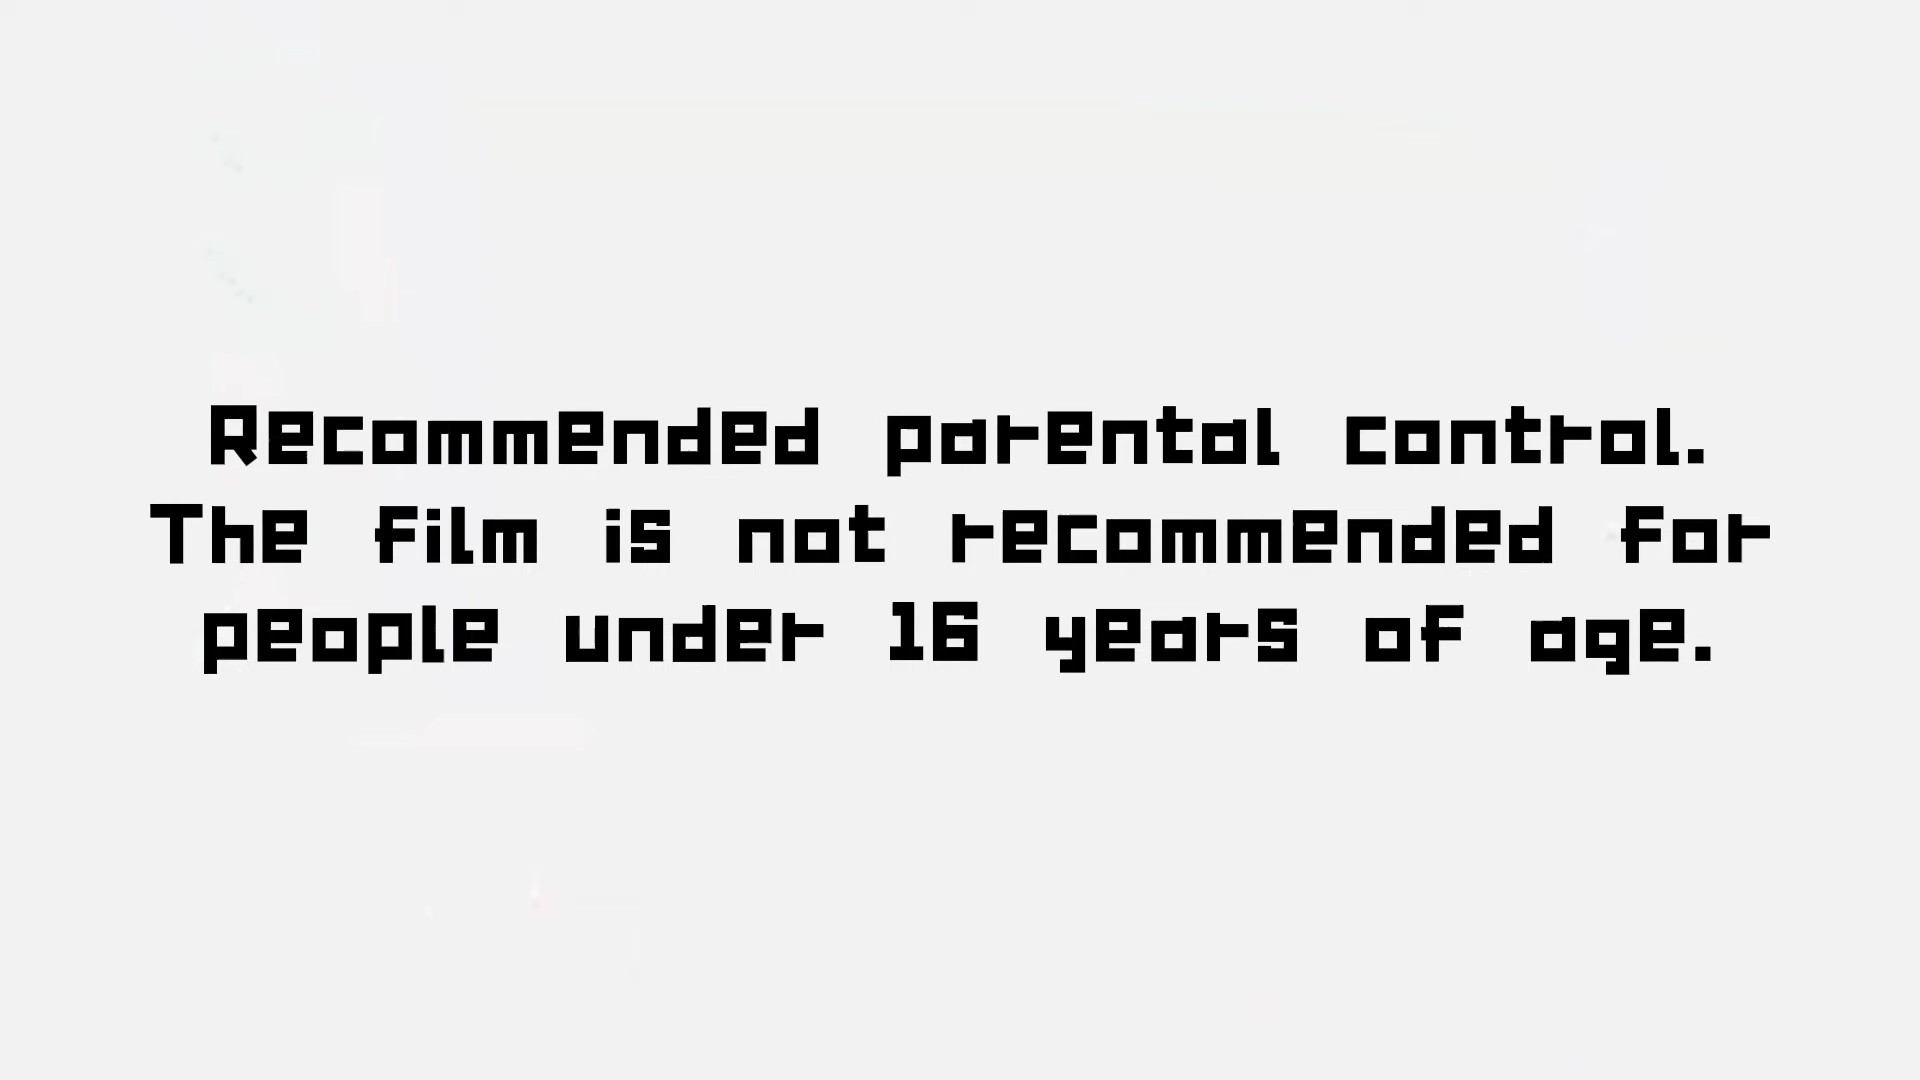 Recommended parental control.
The film is not recommended for
people under 16 years of age.